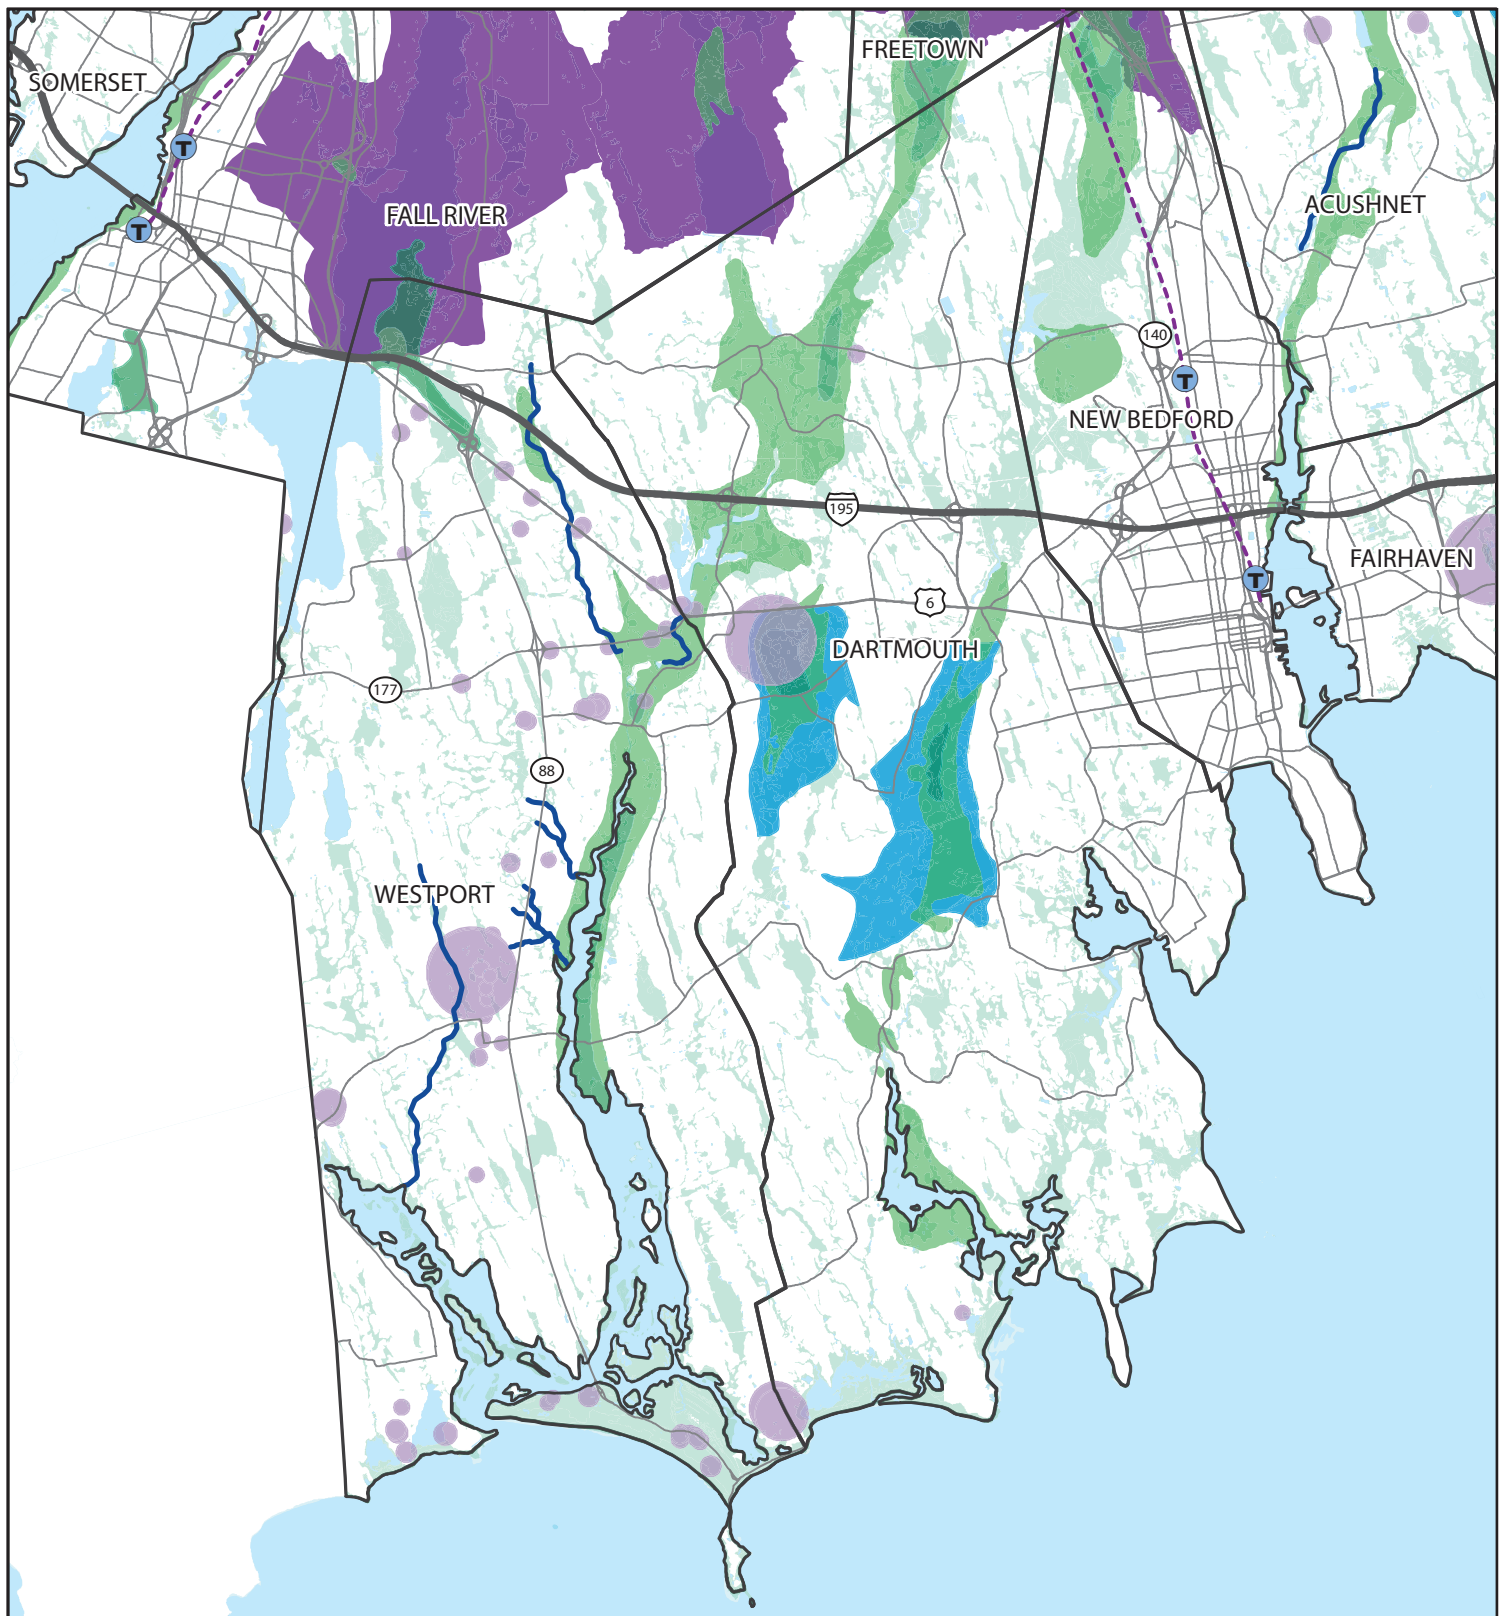 FREETOWN
SOMERSET
T
ACUSHNET
FALL RIVER
T
140
T
NEW BEDFORD
195
FAIRHAVEN
T
6
DARTMOUTH
177
88
WESTPORT